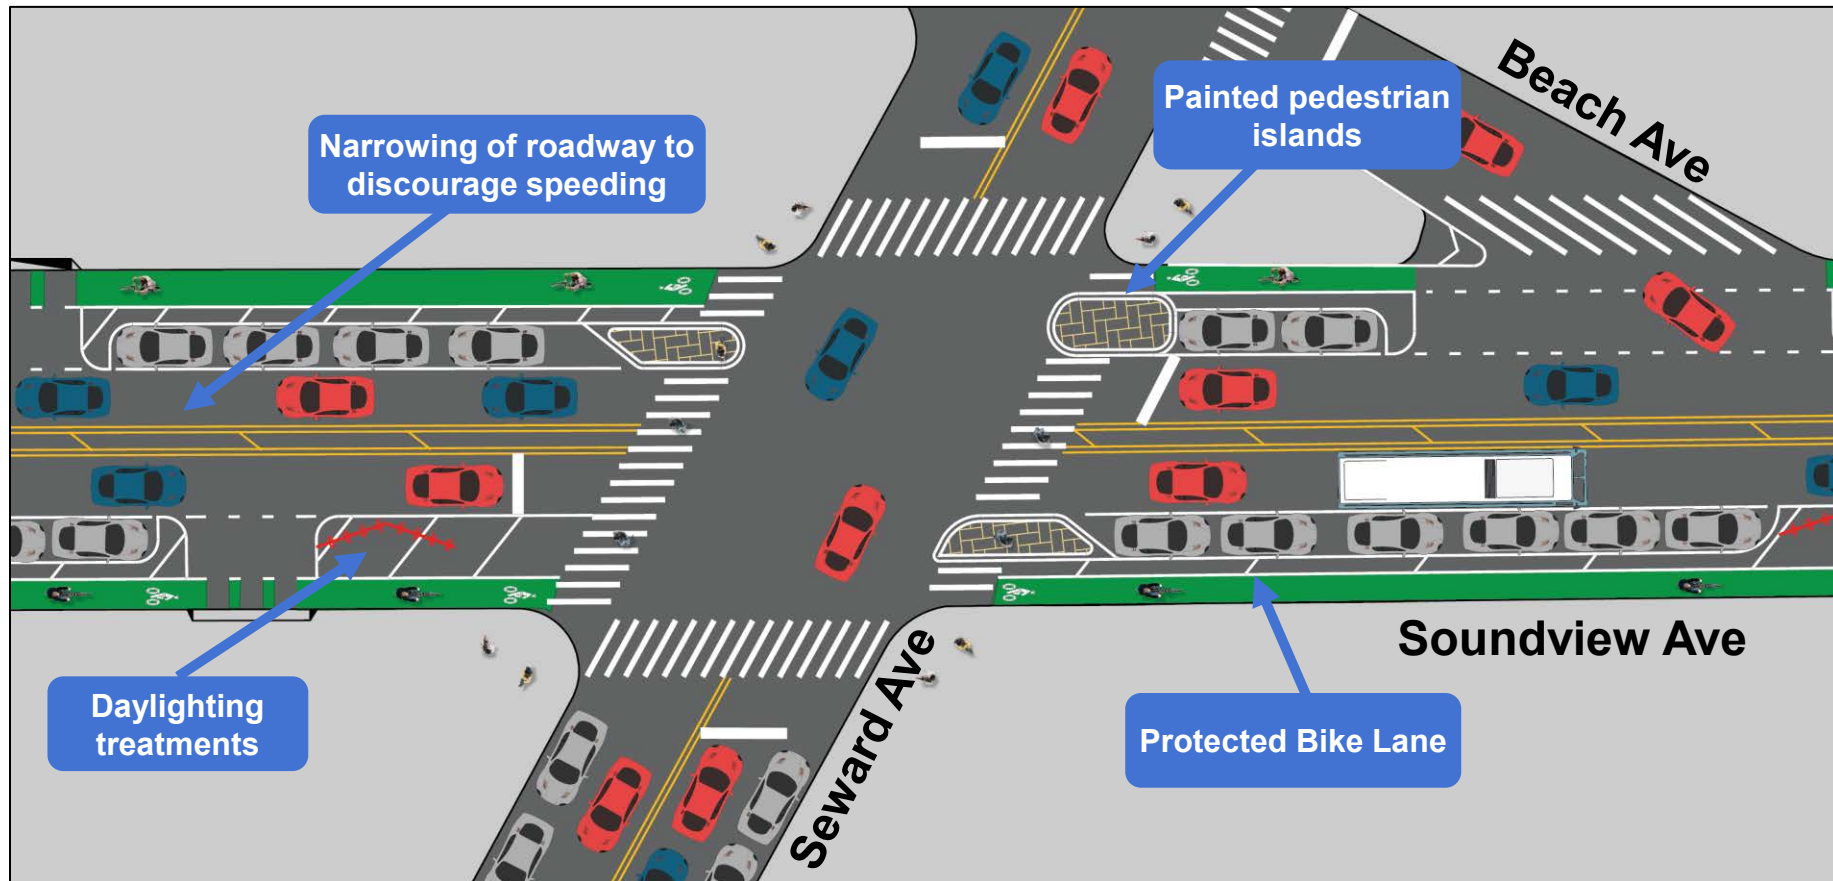 Beach Ave
Painted pedestrian
islands
Narrowing of roadway to
discourage speeding
Soundview Ave
Seward Ave
Daylighting
treatments
Protected Bike Lane